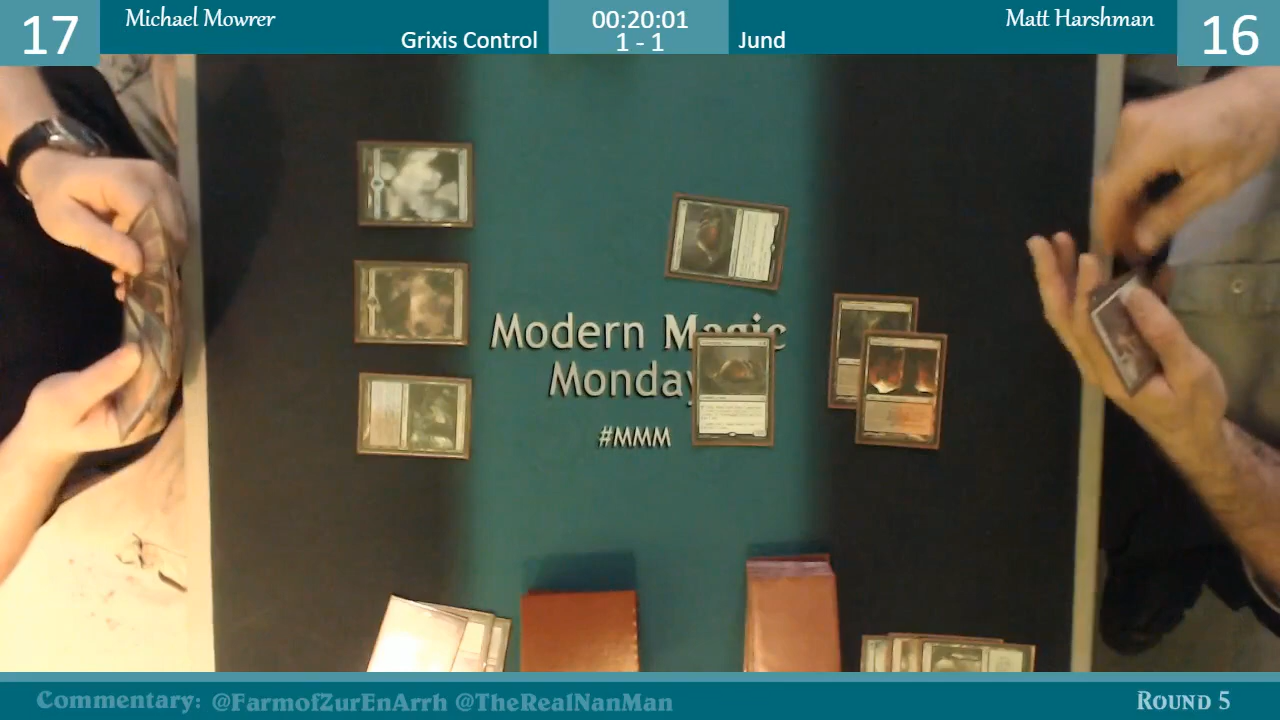 17
Michael Mowrer
Grixis Control
00:20:01
1 - 1
Matt Harshman
Jund
16
Modern Magic
Monday
#MMM
Commentary: @FarmofZurEnArrh @TheRealNanMan
Round 5